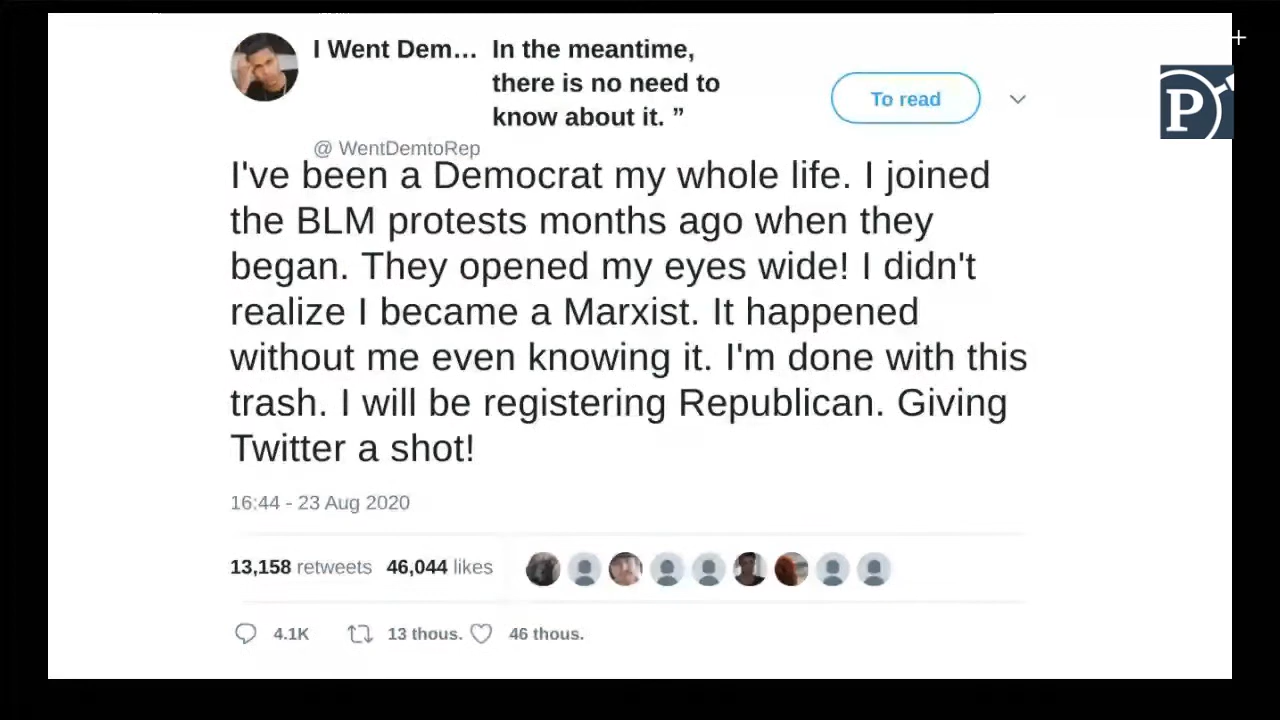 I Went Dem… In the meantime,
there is no need to
know about it. ”
To read
P
@ WentDemtoRep
I've been a Democrat my whole life. I joined
the BLM protests months ago when they
began. They opened my eyes wide! I didn't
realize I became a Marxist. It happened
without me even knowing it. I'm done with this
trash. I will be registering Republican. Giving
Twitter a shot!
16:44 - 23 Aug 2020
13,158 retweets 46,044 likes
4.1K 13 thous. 46 thous.